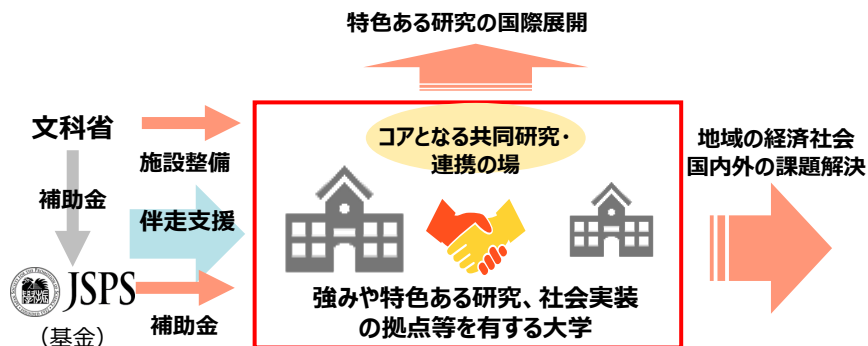 特色ある研究の国際展開
文科省
施設整備
補助金
伴走支援
JSPS
（基金）
補助金
コアとなる共同研究・
連携の場
強みや特色ある研究、社会実装
の拠点等を有する大学
地域の経済社会
国内外の課題解決